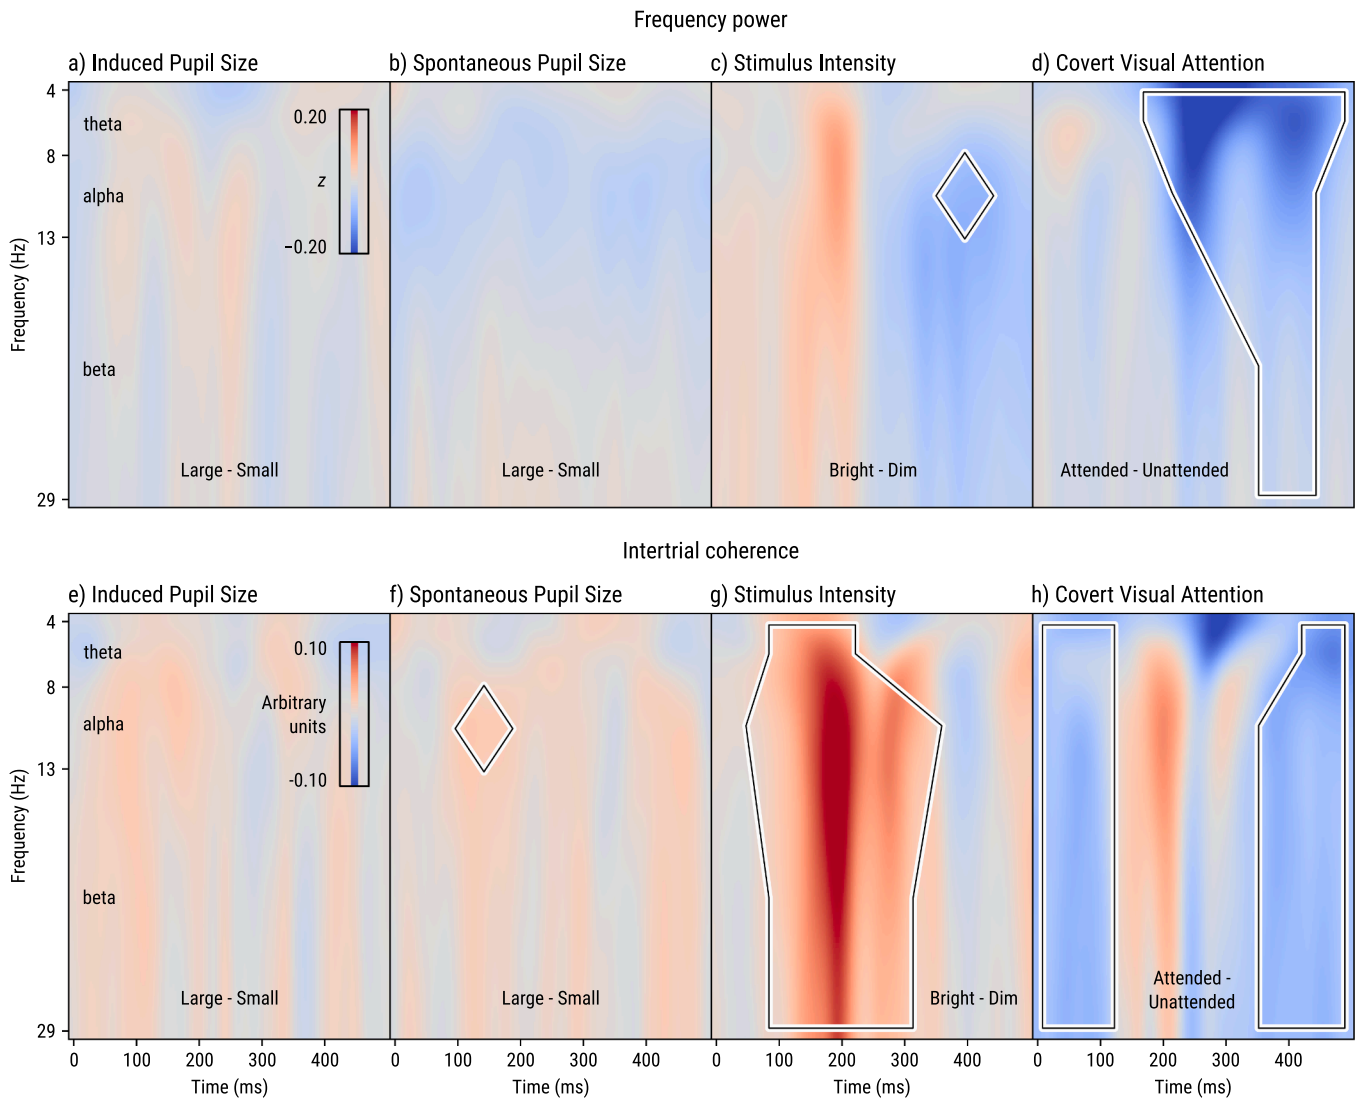 Frequency power
a) Induced Pupil Size
b) Spontaneous Pupil Size
c) Stimulus Intensity
d) Covert Visual Attention
4
theta
8
alpha
13
beta
29
Frequency (Hz)
0.20
z
−0.20
Large - Small
Large - Small
Bright - Dim
Attended - Unattended
Intertrial coherence
e) Induced Pupil Size
f) Spontaneous Pupil Size
g) Stimulus Intensity
h) Covert Visual Attention
4
theta
8
alpha
13
beta
29
Frequency (Hz)
0.10
Arbitrary
units
-0.10
Large - Small
Large - Small
Bright - Dim
Attended -
Unattended
0 100 200 300 400
0 100 200 300 400
0 100 200 300 400
0 100 200 300 400
Time (ms)
Time (ms)
Time (ms)
Time (ms)